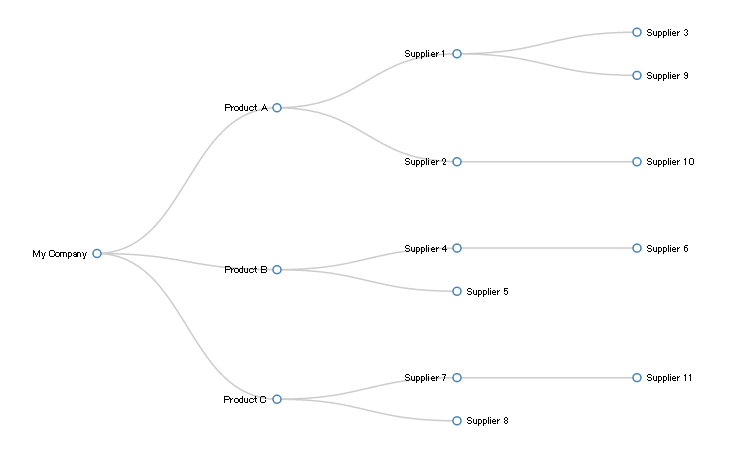 Supplier 3
Supplier 1
Supplier 9
Product A
Supplier 2
Supplier 10
My Company
Supplier 4
Supplier 6
Product B
Supplier 5
Supplier 7
Supplier 11
Product C
Supplier 8